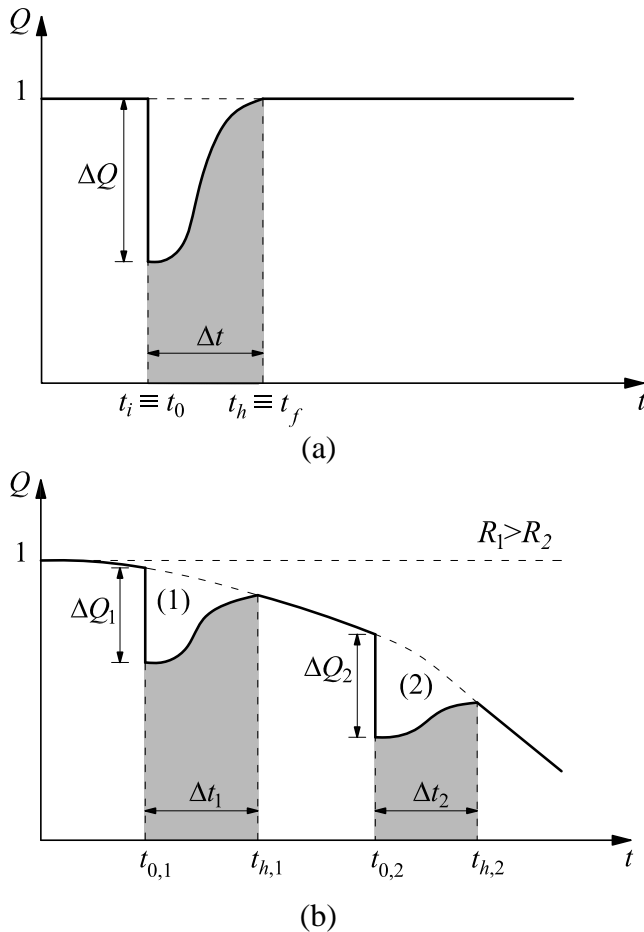 Q
1
ΔQ
Δt
t_i ≡ t_0
t_h ≡ t_f
t
(a)
Q
R_1>R_2
1
ΔQ_1
(1)
ΔQ_2
(2)
Δt_1
Δt_2
t_{0,1}
t_{h,1}
t_{0,2}
t_{h,2}
t
(b)